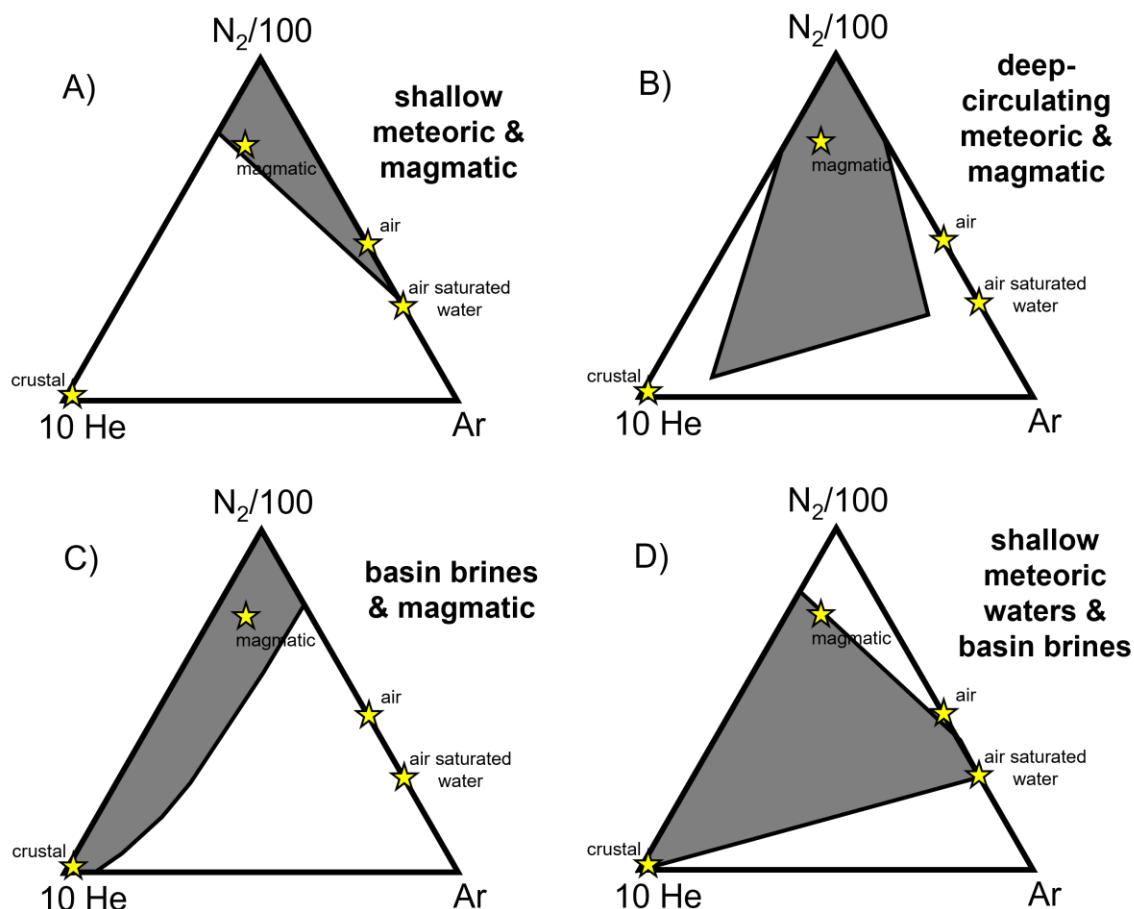 N₂/100
A)
shallow
meteoric &
magmatic
magmatic
air
air saturated
water
crustal
10 He
Ar
N₂/100
B)
deep-
circulating
meteoric &
magmatic
magmatic
air
air saturated
water
crustal
10 He
Ar
N₂/100
C)
basin brines
& magmatic
magmatic
air
air saturated
water
crustal
10 He
Ar
N₂/100
D)
shallow
meteoric
waters &
basin brines
magmatic
air
air saturated
water
crustal
10 He
Ar